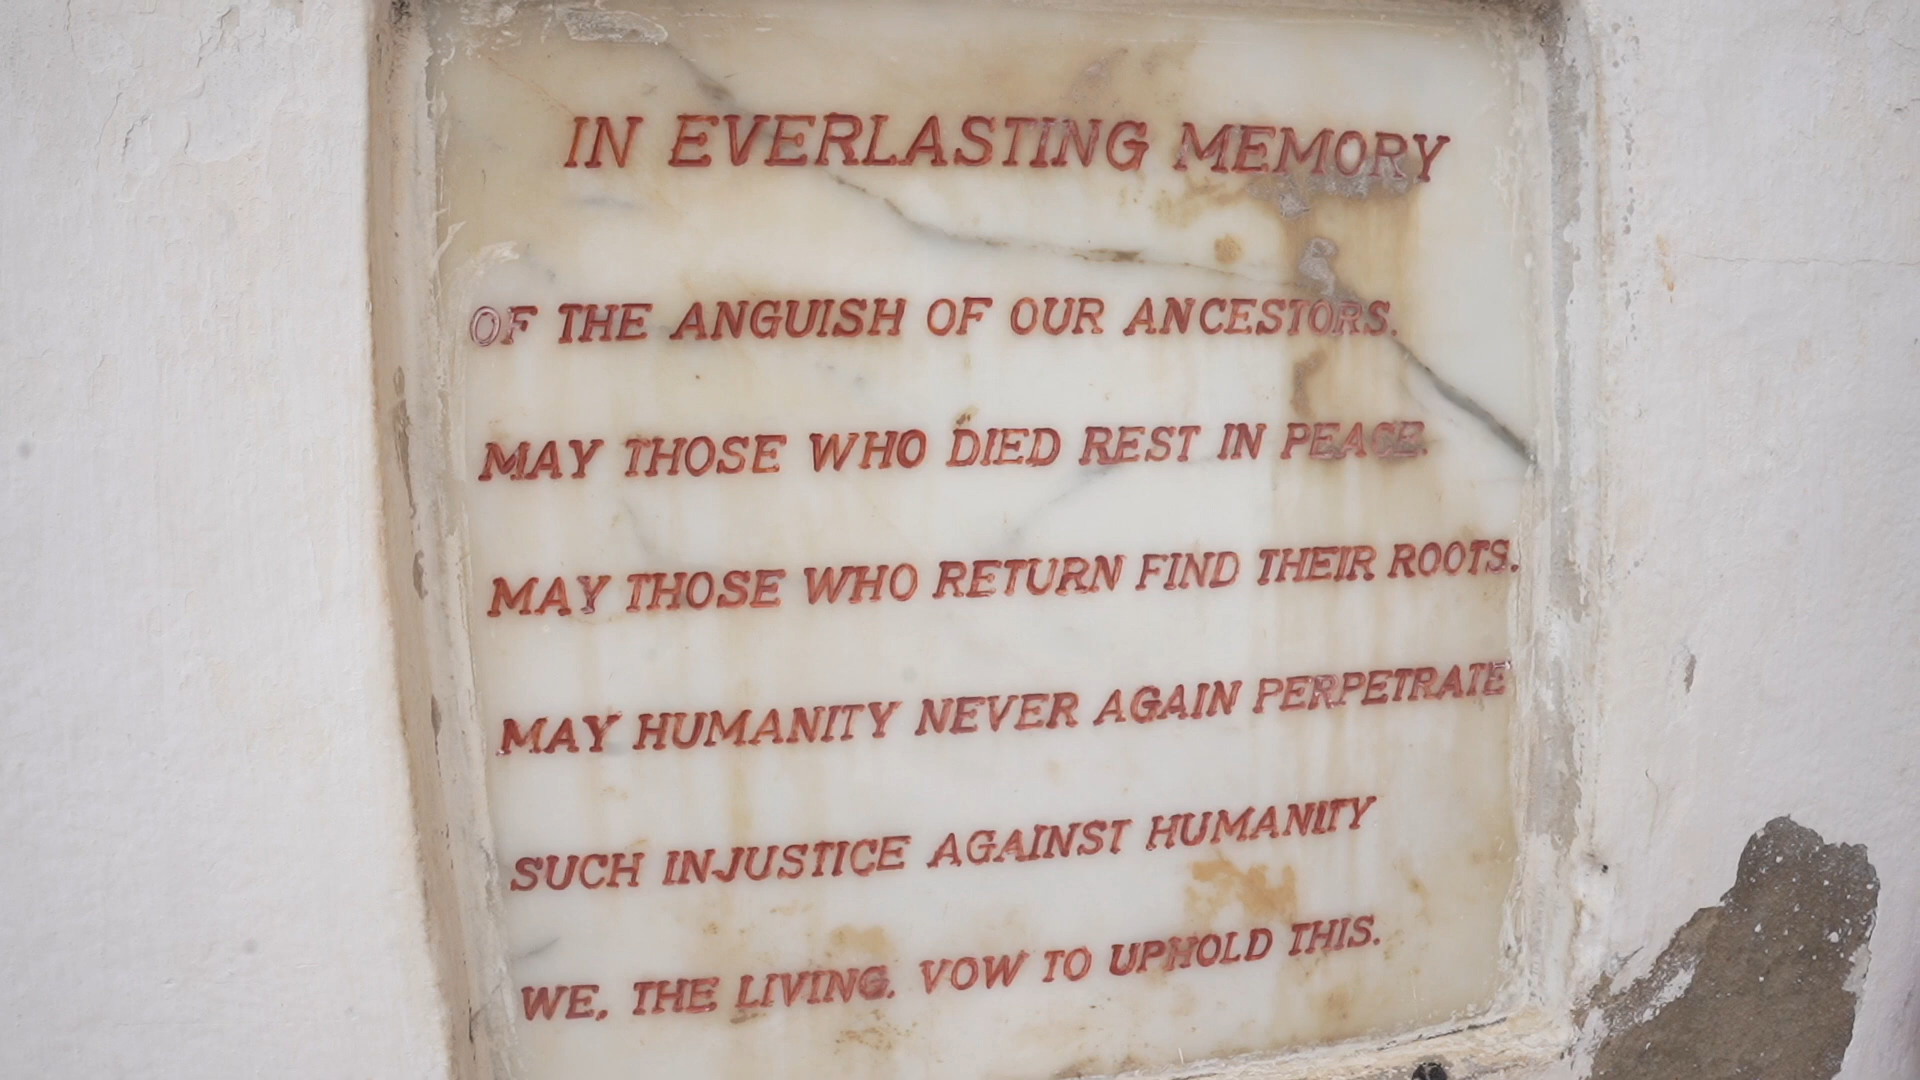 IN EVERLASTING MEMORY
OF THE ANGUISH OF OUR ANCESTORS.
MAY THOSE WHO DIED REST IN PEACE.
MAY THOSE WHO RETURN FIND THEIR ROOTS.
MAY HUMANITY NEVER AGAIN PERPETRATE
SUCH INJUSTICE AGAINST HUMANITY
WE, THE LIVING, VOW TO UPHOLD THIS.